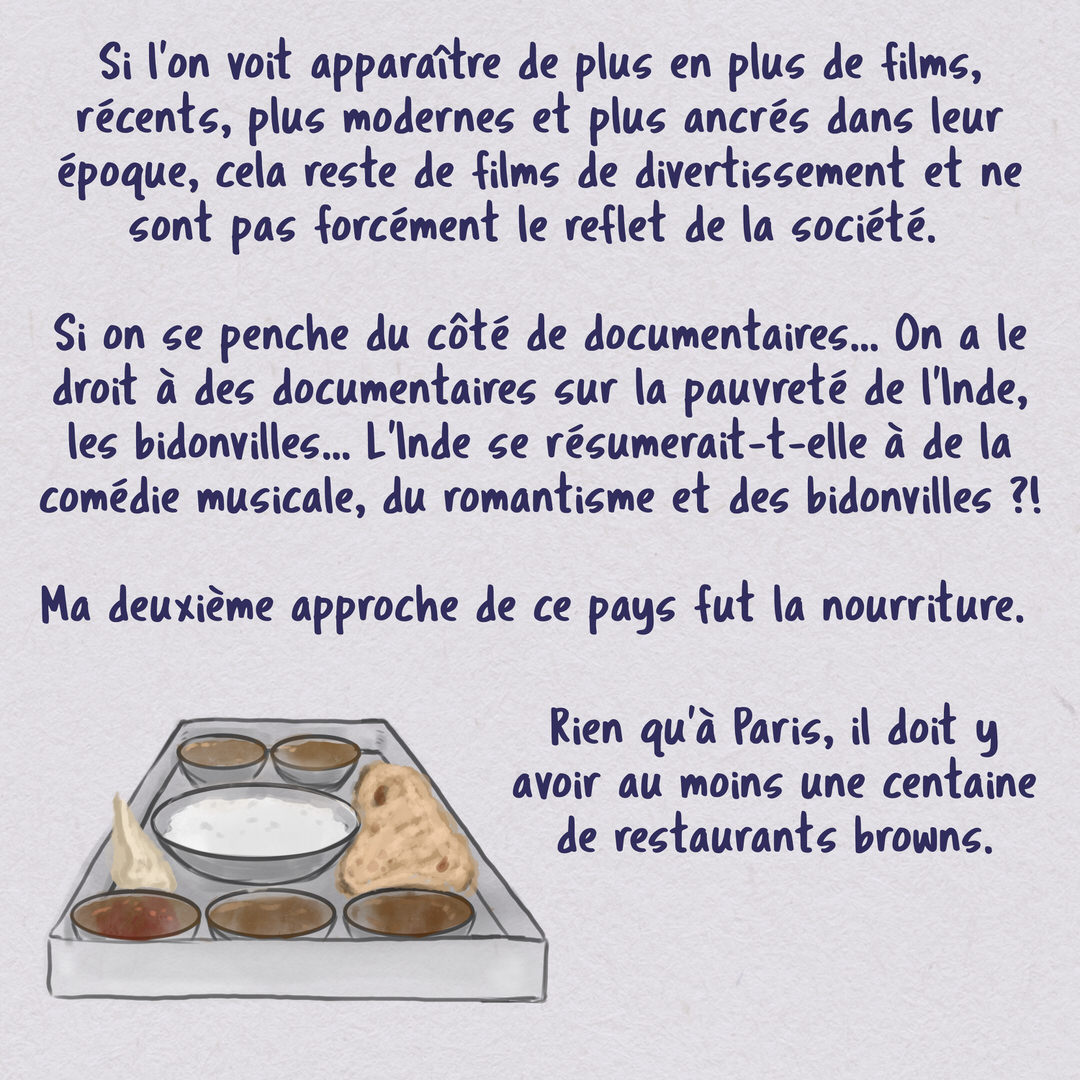 Si l'on voit apparaître de plus en plus de films,
récents, plus modernes et plus ancrés dans leur
époque, cela reste de films de divertissement et ne
sont pas forcément le reflet de la société.
Si on se penche du côté de documentaires... On a le
droit à des documentaires sur la pauvreté de l'Inde,
les bidonvilles... L'Inde se résumerait-t-elle à de la
comédie musicale, du romantisme et des bidonvilles ?!
Ma deuxième approche de ce pays fut la nourriture.
Rien qu'à Paris, il doit y
avoir au moins une centaine
de restaurants browns.